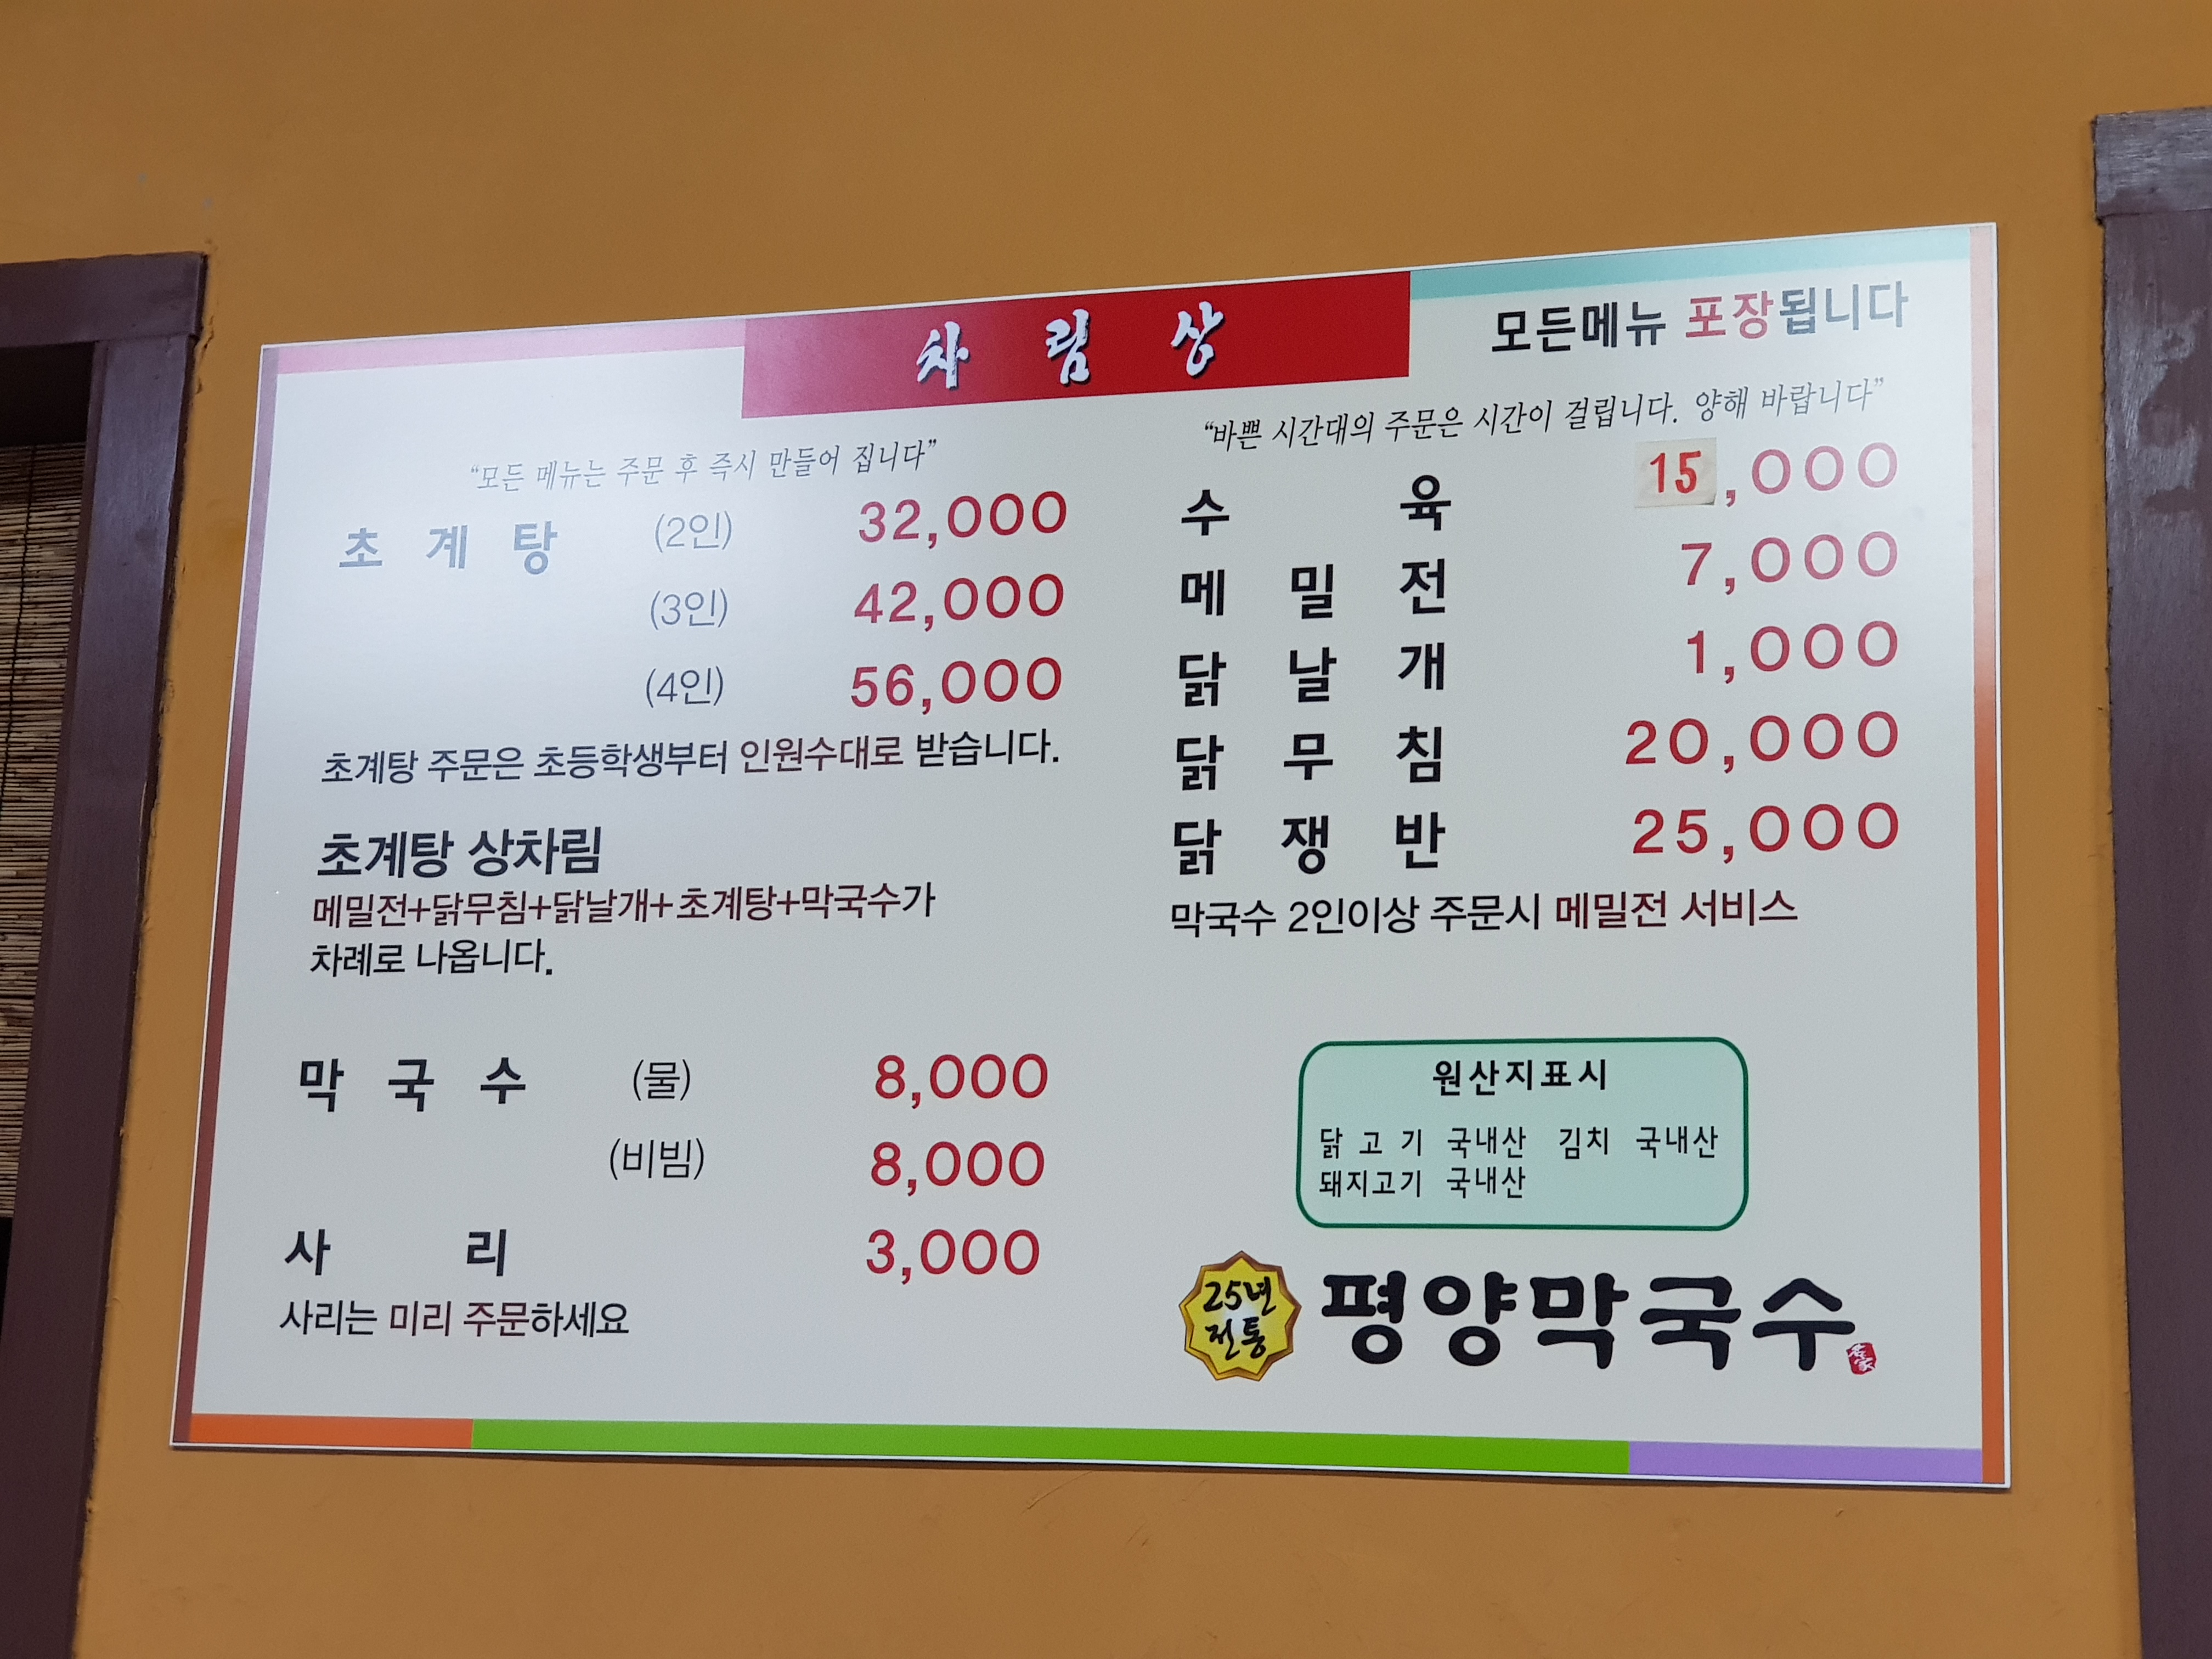 차림상
모든메뉴 포장됩니다
“모든 메뉴는 주문 후 즉시 만들어 집니다”
초계탕 (2인) 32,000
(3인) 42,000
(4인) 56,000
초계탕 주문은 초등학생부터 인원수대로 받습니다.
초계탕 상차림
메밀전+닭무침+닭날개+초계탕+막국수가
차례로 나옵니다.
막국수 (물) 8,000
(비빔) 8,000
사리 3,000
사리는 미리 주문하세요
“바쁜 시간대의 주문은 시간이 걸립니다. 양해 바랍니다”
수육 15,000
메밀전 7,000
닭날개 1,000
닭무침 20,000
닭쟁반 25,000
막국수 2인이상 주문시 메밀전 서비스
원산지표시
닭고기 국내산 김치 국내산
돼지고기 국내산
25년
전통
평양막국수
名家